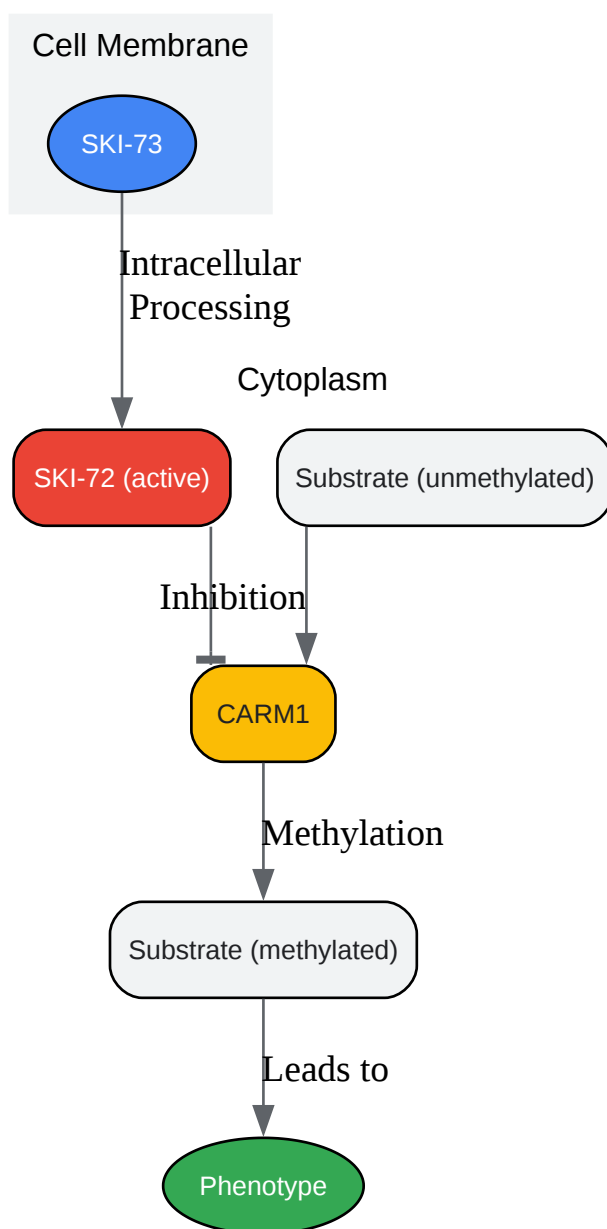 Cell Membrane
SKI-73
Intracellular
Processing
Cytoplasm
SKI-72 (active)
Substrate (unmethylated)
Inhibition
CARM1
Methylation
Substrate (methylated)
Leads to
Phenotype